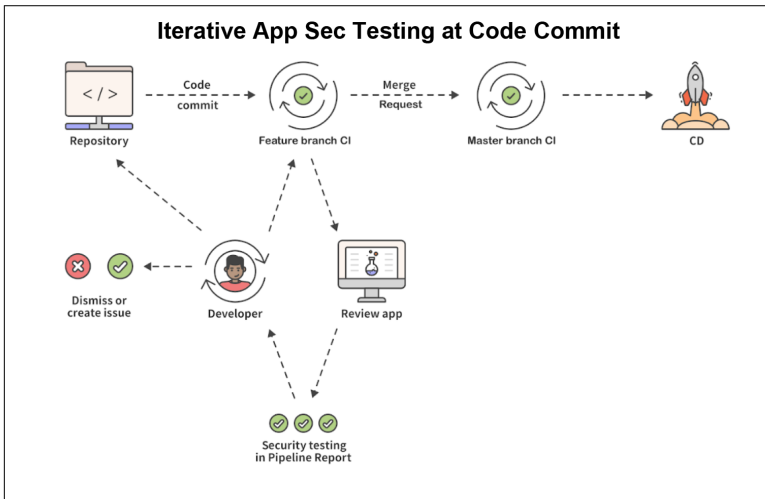 Iterative App Sec Testing at Code Commit
</>
Code
commit
Merge
Request
Repository
Feature branch CI
Master branch CI
CD
Dismiss or
create issue
Developer
Review app
Security testing
in Pipeline Report